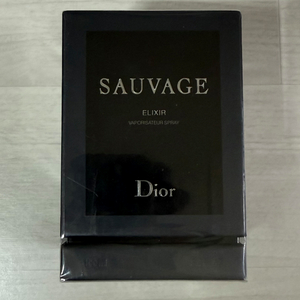 SAUVAGE
ELIXIR
VAPORISATEUR SPRAY
Dior